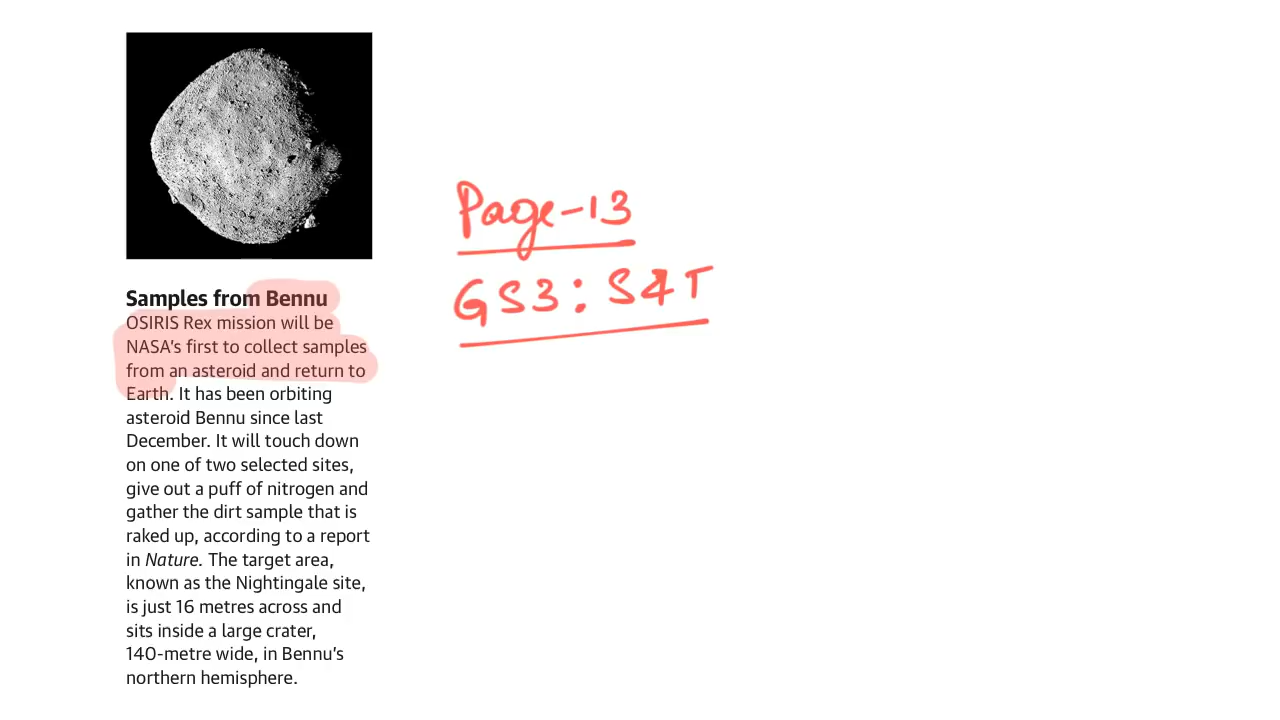 Samples from Bennu
OSIRIS Rex mission will be
NASA's first to collect samples
from an asteroid and return to
Earth. It has been orbiting
asteroid Bennu since last
December. It will touch down
on one of two selected sites,
give out a puff of nitrogen and
gather the dirt sample that is
raked up, according to a report
in Nature. The target area,
known as the Nightingale site,
is just 16 metres across and
sits inside a large crater,
140-metre wide, in Bennu's
northern hemisphere.
Page-13
GS3: S&T